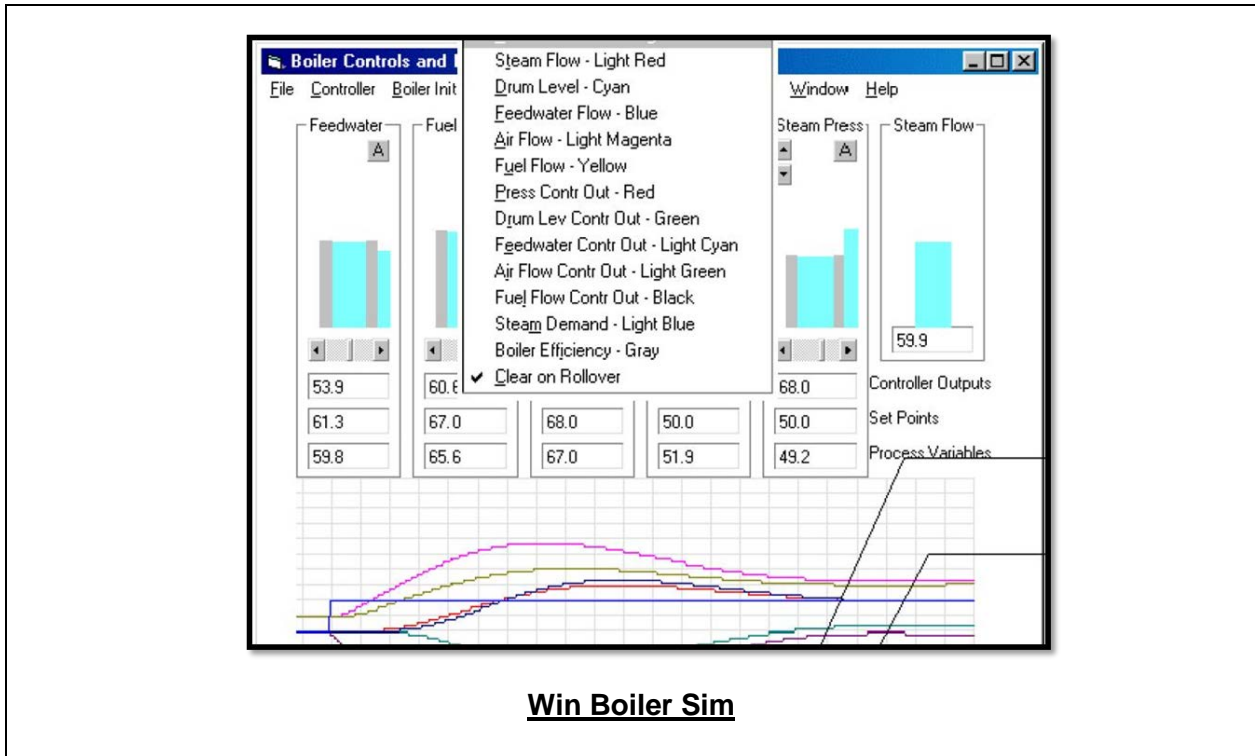 Boiler Controls and
File Controller Boiler Init Window Help
Steam Flow - Light Red
Drum Level - Cyan
Feedwater Flow - Blue
Air Flow - Light Magenta
Fuel Flow - Yellow
Press Contr Out - Red
Drum Lev Contr Out - Green
Feedwater Contr Out - Light Cyan
Air Flow Contr Out - Light Green
Fuel Flow Contr Out - Black
Steam Demand - Light Blue
Boiler Efficiency - Gray
Clear on Rollover
Feedwater Fuel Steam Press Steam Flow
A A
59.9
53.9 60.6 68.0 Controller Outputs
61.3 67.0 68.0 50.0 50.0 Set Points
59.8 65.6 67.0 51.9 49.2 Process Variables
Win Boiler Sim